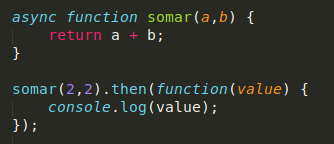 async function somar(a,b) {
    return a + b;
}

somar(2,2).then(function(value) {
    console.log(value);
});